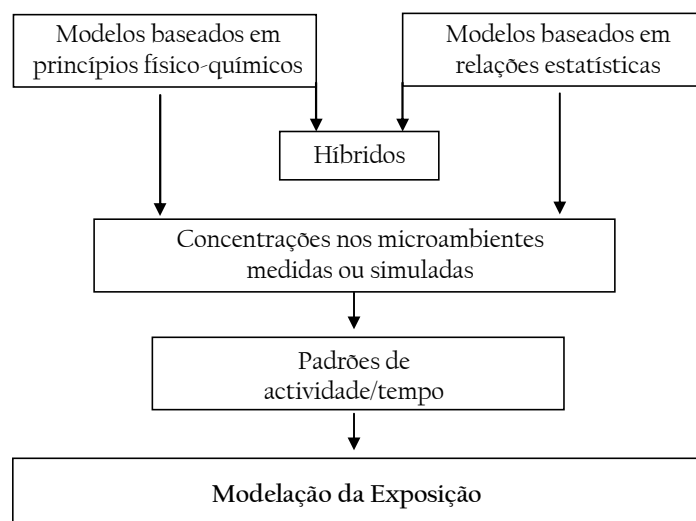 Modelos baseados em
princípios físico-químicos
Modelos baseados em
relações estatísticas
Híbridos
Concentrações nos microambientes
medidas ou simuladas
Padrões de
actividade/tempo
Modelação da Exposição